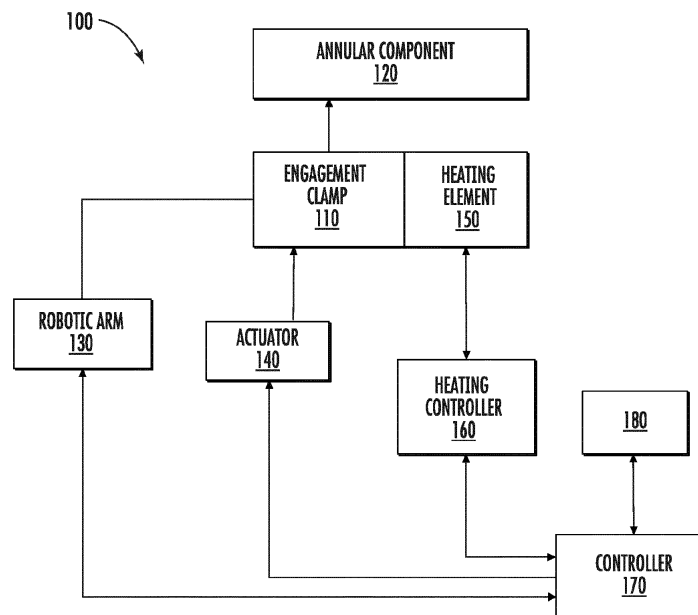 100
ANNULAR COMPONENT
120
ENGAGEMENT
CLAMP
110
HEATING
ELEMENT
150
ROBOTIC ARM
130
ACTUATOR
140
HEATING
CONTROLLER
160
180
CONTROLLER
170